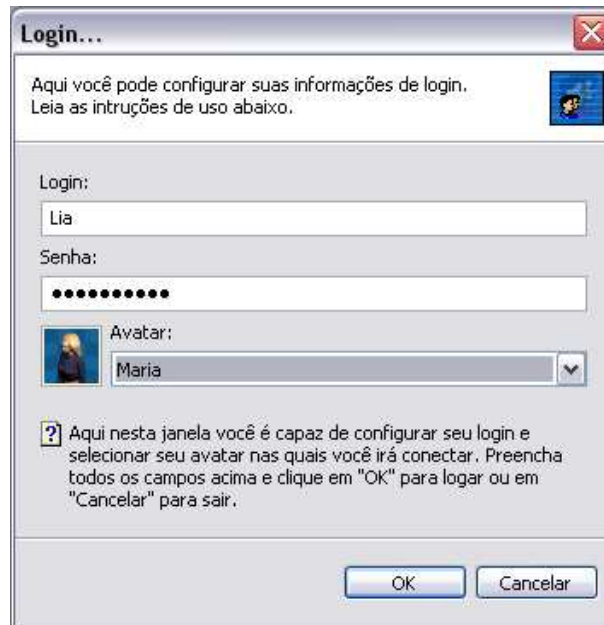 Login...
Aqui você pode configurar suas informações de login.
Leia as intruções de uso abaixo.
Login:
Lia
Senha:
••••••••••
Avatar:
Maria
Aqui nesta janela você é capaz de configurar seu login e
selecionar seu avatar nas quais você irá conectar. Preencha
todos os campos acima e clique em "OK" para logar ou em
"Cancelar" para sair.
OK
Cancelar